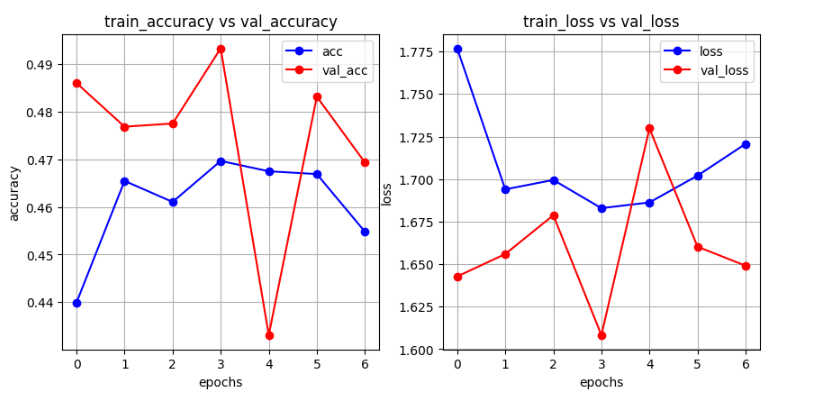 train_accuracy vs val_accuracy
acc
val_acc
0.49
0.48
0.47
0.46
0.45
0.44
accuracy
0 1 2 3 4 5 6
epochs
train_loss vs val_loss
loss
val_loss
1.775
1.750
1.725
1.700
1.675
1.650
1.625
1.600
loss
0 1 2 3 4 5 6
epochs